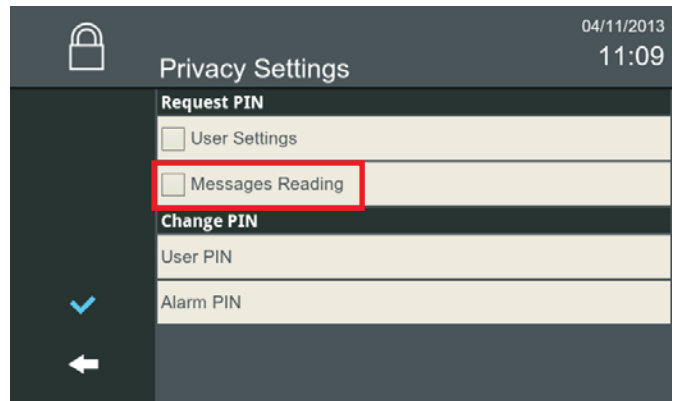 04/11/2013
11:09
Privacy Settings
Request PIN
User Settings
Messages Reading
Change PIN
User PIN
Alarm PIN